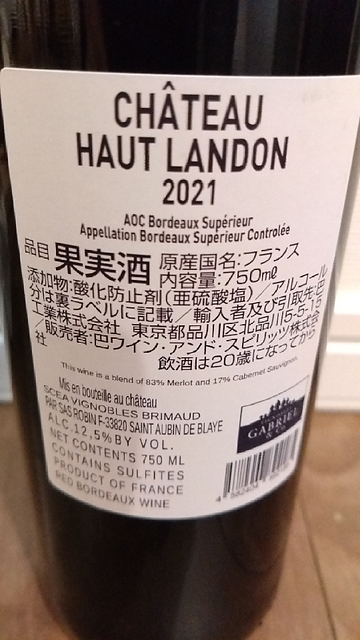 CHÂTEAU
HAUT LANDON
2021
AOC Bordeaux Supérieur
Appellation Bordeaux Supérieur Controlée
品目 果実酒 原産国名:フランス
内容量:750mℓ
添加物:酸化防止剤(亜硫酸塩)/アルコール
分は裏ラベルに記載/輸入者及び引取先:巴
工業株式会社 東京都品川区北品川5-5-15
/販売者:巴ワイン・アンド・スピリッツ株式会
社 飲酒は20歳になってから
This wine is a blend of 83% Merlot and 17% Cabernet Sauvignon.
Mis en bouteille au château
SCEA VIGNOBLES BRIMAUD
PAR SAS ROBIN F-33820 SAINT AUBIN DE BLAYE
ALC.12,5% BY VOL.
NET CONTENTS 750 ML
CONTAINS SULFITES
PRODUCT OF FRANCE
RED BORDEAUX WINE
GABRIEL
& Co.